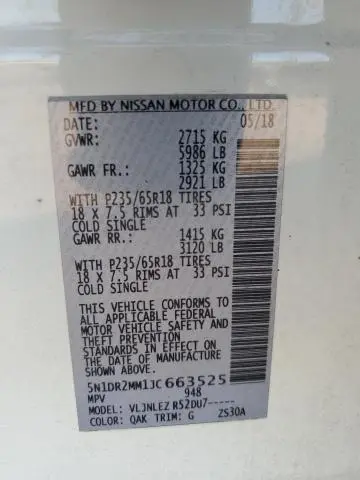 MFD BY NISSAN MOTOR CO., LTD.
DATE: 05/18
GVWR: 2715 KG
5986 LB
GAWR FR.: 1325 KG
2921 LB
WITH P235/65R18 TIRES
18 X 7.5 RIMS AT 33 PSI
COLD SINGLE
GAWR RR.: 1415 KG
3120 LB
WITH P235/65R18 TIRES
18 X 7.5 RIMS AT 33 PSI
COLD SINGLE
THIS VEHICLE CONFORMS TO
ALL APPLICABLE FEDERAL
MOTOR VEHICLE SAFETY AND
THEFT PREVENTION
STANDARDS IN EFFECT ON
THE DATE OF MANUFACTURE
SHOWN ABOVE.
5N1DR2MM1JC663525
MPV 948
MODEL: VLJNLEZ R52DU7-----
COLOR: QAK TRIM: G ZS30A